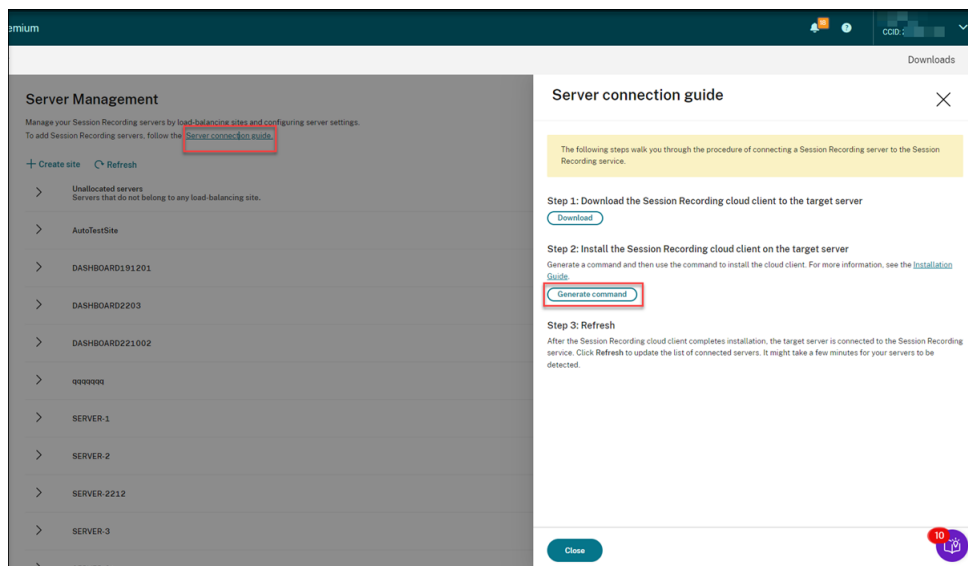 emium
10
?
CCID:
Downloads
Server Management
Manage your Session Recording servers by load-balancing sites and configuring server settings.
To add Session Recording servers, follow the Server connection guide.
+ Create site Refresh
Unallocated servers
Servers that do not belong to any load-balancing site.
AutoTestSite
DASHBOARD191201
DASHBOARD2203
DASHBOARD221002
qqqqqqq
SERVER-1
SERVER-2
SERVER-2212
SERVER-3
Server connection guide
The following steps walk you through the procedure of connecting a Session Recording server to the Session
Recording service.
Step 1: Download the Session Recording cloud client to the target server
Download
Step 2: Install the Session Recording cloud client on the target server
Generate a command and then use the command to install the cloud client. For more information, see the Installation
Guide.
Generate command
Step 3: Refresh
After the Session Recording cloud client completes installation, the target server is connected to the Session Recording
service. Click Refresh to update the list of connected servers. It might take a few minutes for your servers to be
detected.
Close
10